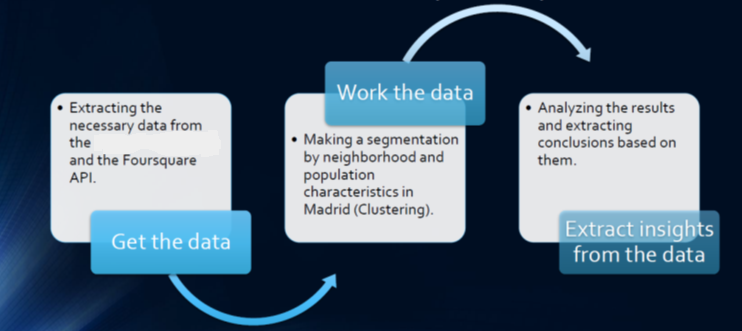 • Extracting the
necessary data from
the
and the Foursquare
API.
Get the data
Work the data
• Making a segmentation
by neighborhood and
population
characteristics in
Madrid (Clustering).
• Analyzing the results
and extracting
conclusions based on
them.
Extract insights
from the data